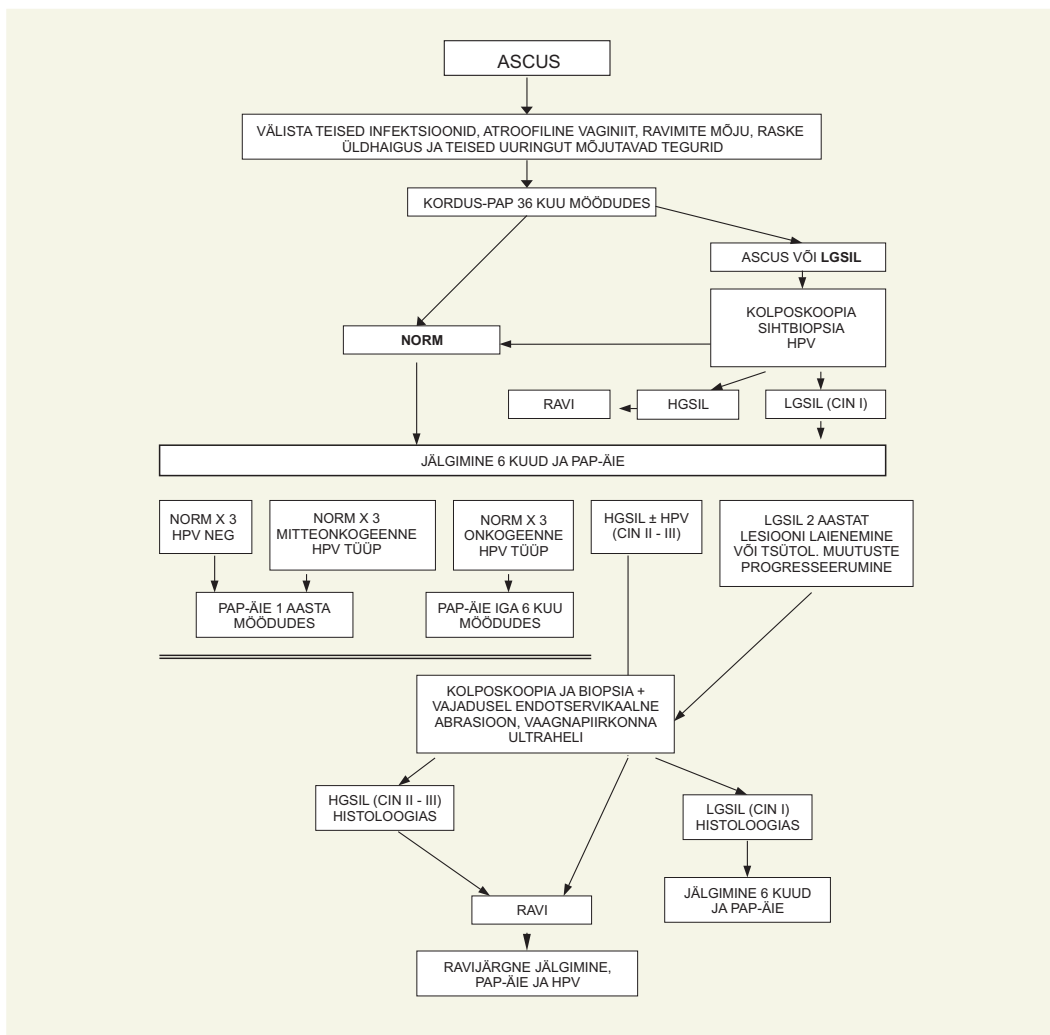 ASCUS
VÄLISTA TEISED INFEKTSIOONID, ATROOFILINE VAGINIIT, RAVIMITE MÕJU, RASKE
ÜLDHAIGUS JA TEISED UURINGUT MÕJUTAVAD TEGURID
KORDUS-PAP 36 KUU MÖÖDUDES
ASCUS VÕI LGSIL
KOLPOSKOOPIA
SIHTBIOPSIA
HPV
NORM
RAVI
HGSIL
LGSIL (CIN I)
JÄLGIMINE 6 KUUD JA PAP-ÄIE
NORM X 3
HPV NEG
NORM X 3
MITTEONKOGEENNE
HPV TÜÜP
NORM X 3
ONKOGEENNE
HPV TÜÜP
HGSIL ± HPV
(CIN II - III)
LGSIL 2 AASTAT
LESIOONI LAIENEMINE
VÕI TSÜTOL. MUUTUSTE
PROGRESSEERUMINE
PAP-ÄIE 1 AASTA
MÖÖDUDES
PAP-ÄIE IGA 6 KUU
MÖÖDUDES
KOLPOSKOOPIA JA BIOPSIA +
VAJADUSEL ENDOTSERVIKAALNE
ABRASIOON, VAAGNAPIIRKONNA
ULTRAHELI
HGSIL (CIN II - III)
HISTOLOOGIAS
LGSIL (CIN I)
HISTOLOOGIAS
JÄLGIMINE 6 KUUD
JA PAP-ÄIE
RAVI
RAVIJÄRGNE JÄLGIMINE,
PAP-ÄIE JA HPV